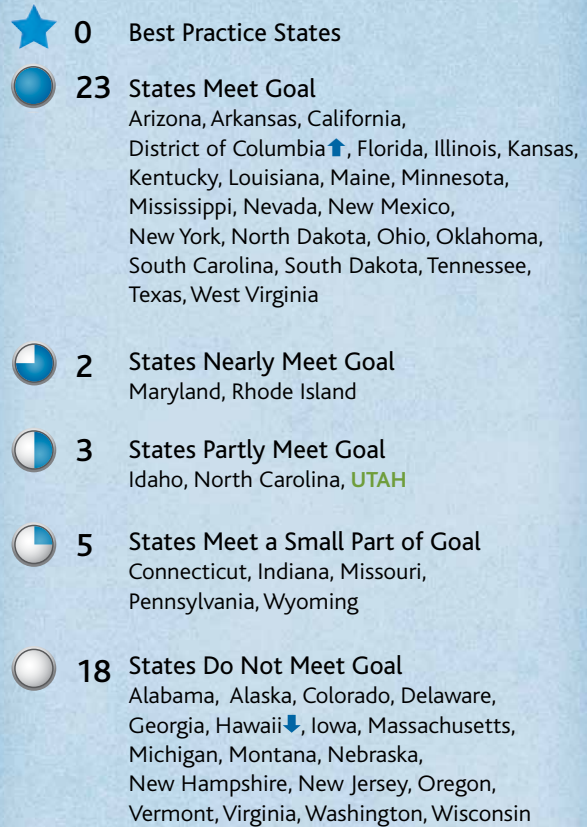 0 Best Practice States
23 States Meet Goal
Arizona, Arkansas, California,
District of Columbia⬆, Florida, Illinois, Kansas,
Kentucky, Louisiana, Maine, Minnesota,
Mississippi, Nevada, New Mexico,
New York, North Dakota, Ohio, Oklahoma,
South Carolina, South Dakota, Tennessee,
Texas, West Virginia
2 States Nearly Meet Goal
Maryland, Rhode Island
3 States Partly Meet Goal
Idaho, North Carolina, UTAH
5 States Meet a Small Part of Goal
Connecticut, Indiana, Missouri,
Pennsylvania, Wyoming
18 States Do Not Meet Goal
Alabama, Alaska, Colorado, Delaware,
Georgia, Hawaii⬇, Iowa, Massachusetts,
Michigan, Montana, Nebraska,
New Hampshire, New Jersey, Oregon,
Vermont, Virginia, Washington, Wisconsin